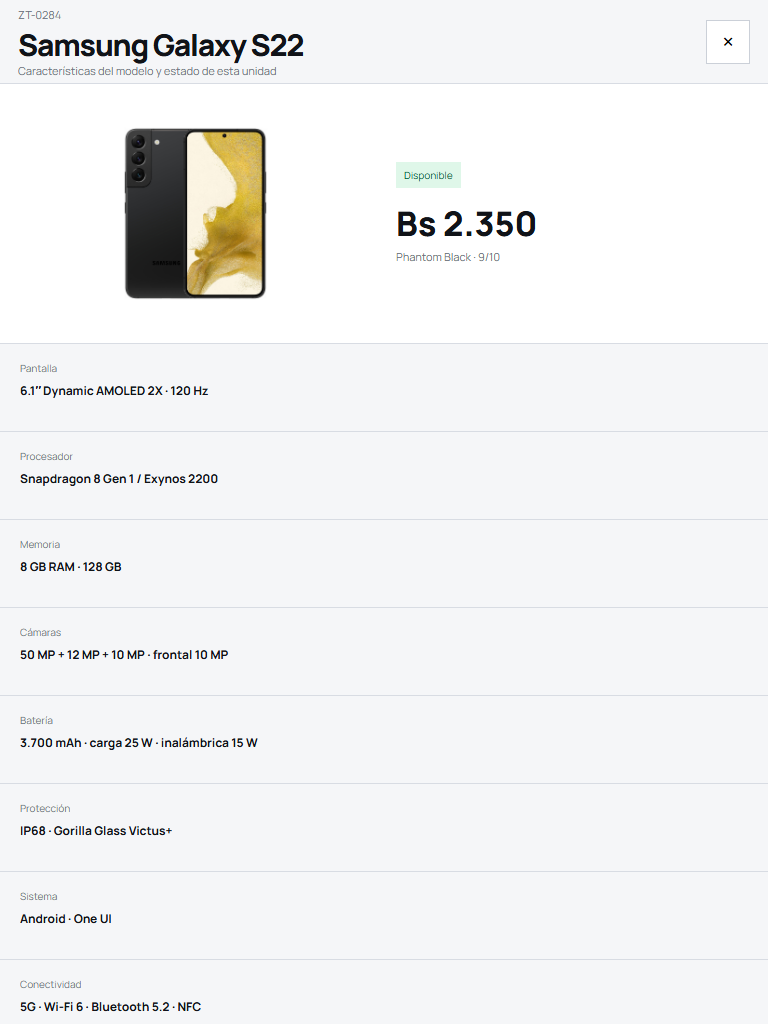 ZT-0284
Samsung Galaxy S22
Características del modelo y estado de esta unidad
×
SAMSUNG
Disponible
Bs 2.350
Phantom Black · 9/10
Pantalla
6.1″ Dynamic AMOLED 2X · 120 Hz
Procesador
Snapdragon 8 Gen 1 / Exynos 2200
Memoria
8 GB RAM · 128 GB
Cámaras
50 MP + 12 MP + 10 MP · frontal 10 MP
Batería
3.700 mAh · carga 25 W · inalámbrica 15 W
Protección
IP68 · Gorilla Glass Victus+
Sistema
Android · One UI
Conectividad
5G · Wi-Fi 6 · Bluetooth 5.2 · NFC